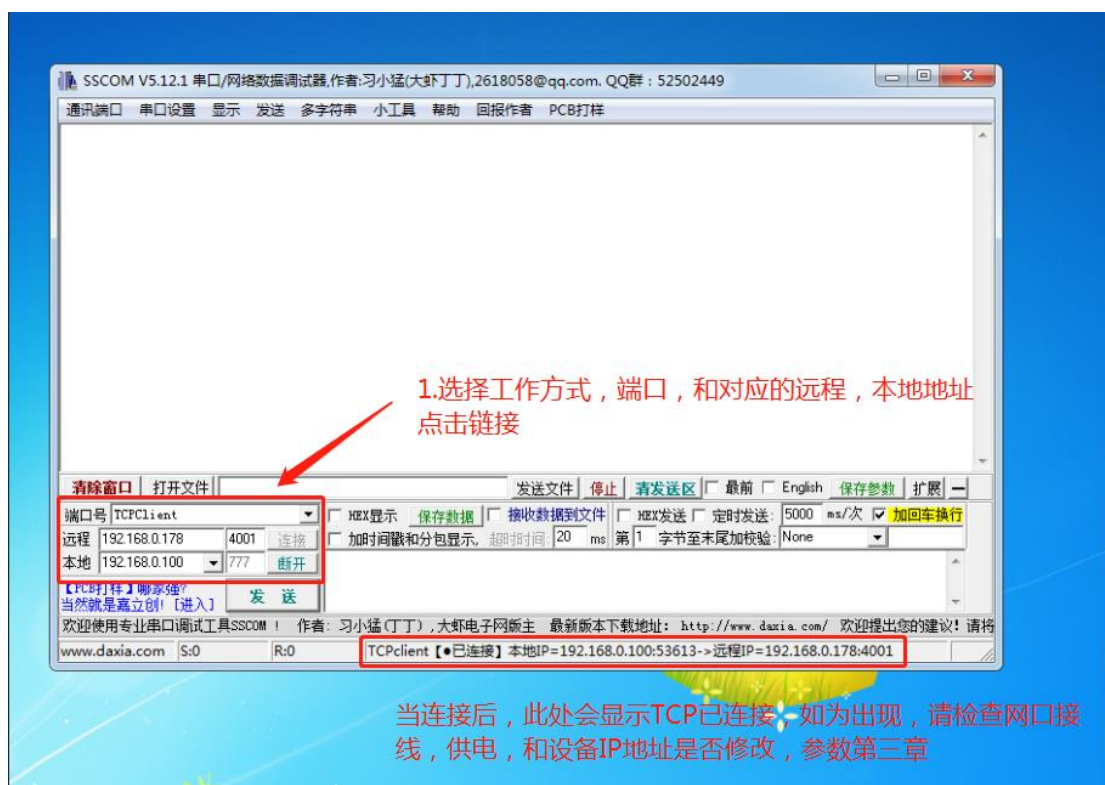 SSCOM V5.12.1 串口/网络数据调试器,作者:习小猛(大虾丁丁),2618058@qq.com. QQ群：52502449
通讯端口 串口设置 显示 发送 多字符串 小工具 帮助 回报作者 PCB打样
1.选择工作方式，端口，和对应的远程，本地地址
点击链接
清除窗口 打开文件 发送文件 停止 清发送区 最前 English 保存参数 扩展 —
端口号 TCPClient HEX显示 保存数据 接收数据到文件 HEX发送 定时发送: 5000 ms/次 加回车换行
远程 192.168.0.178 4001 连接 加时间戳和分包显示, 超时时间: 20 ms 第 1 字节至末尾加校验: None
本地 192.168.0.100 777 断开
【PCB打样】哪家强?
当然就是嘉立创! [进入] 发 送
欢迎使用专业串口调试工具SSCOM ! 作者: 习小猛(丁丁) ,大虾电子网版主 最新版本下载地址: http://www.daxia.com/ 欢迎提出您的建议! 请将
www.daxia.com S:0 R:0 TCPclient【●已连接】本地IP=192.168.0.100:53613->远程IP=192.168.0.178:4001
当连接后，此处会显示TCP已连接，如为出现，请检查网口接
线，供电，和设备IP地址是否修改，参数第三章